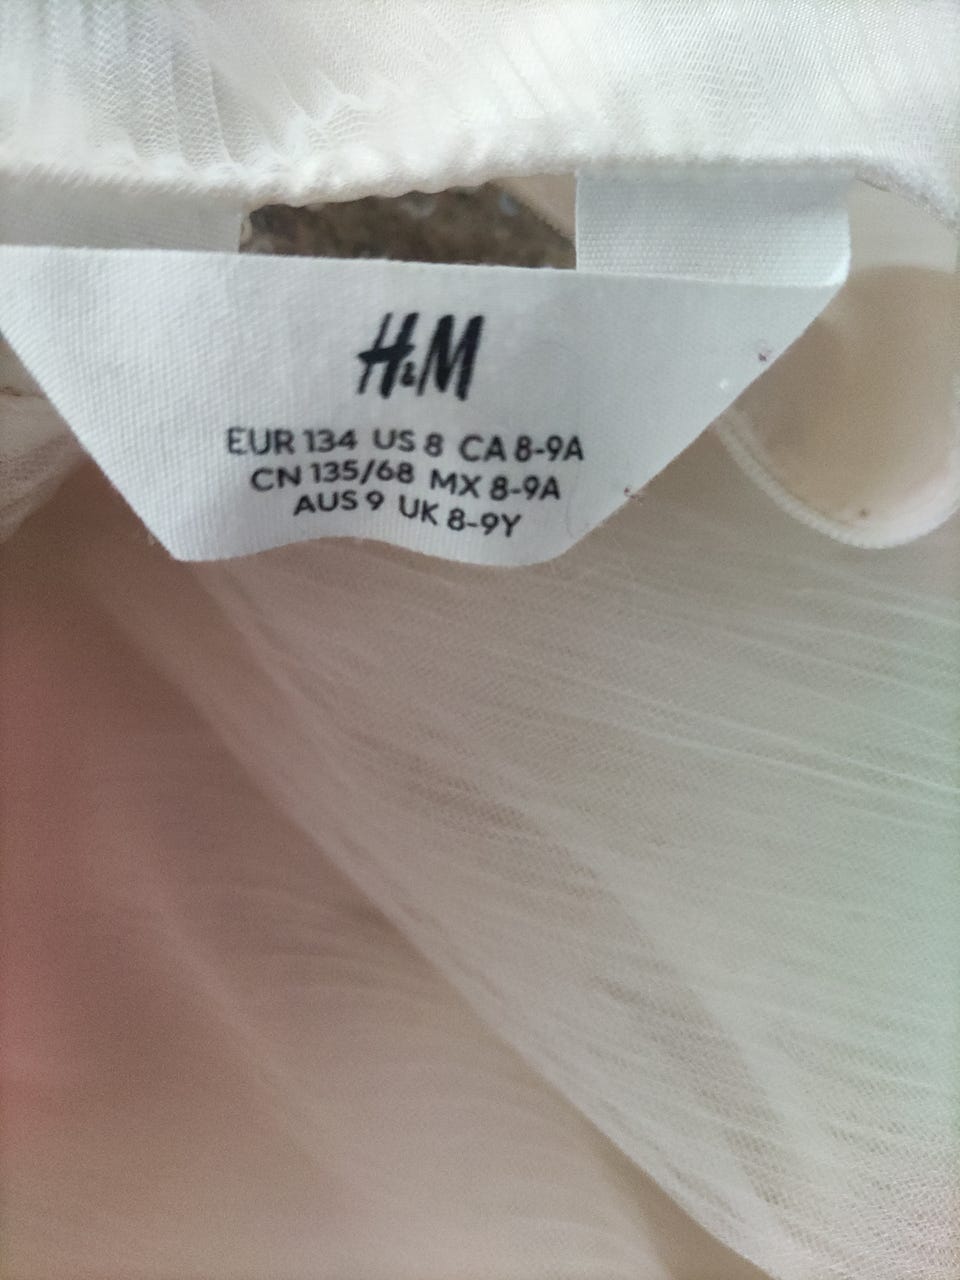 H&M
EUR 134 US 8 CA 8-9A
CN 135/68 MX 8-9A
AUS 9 UK 8-9Y